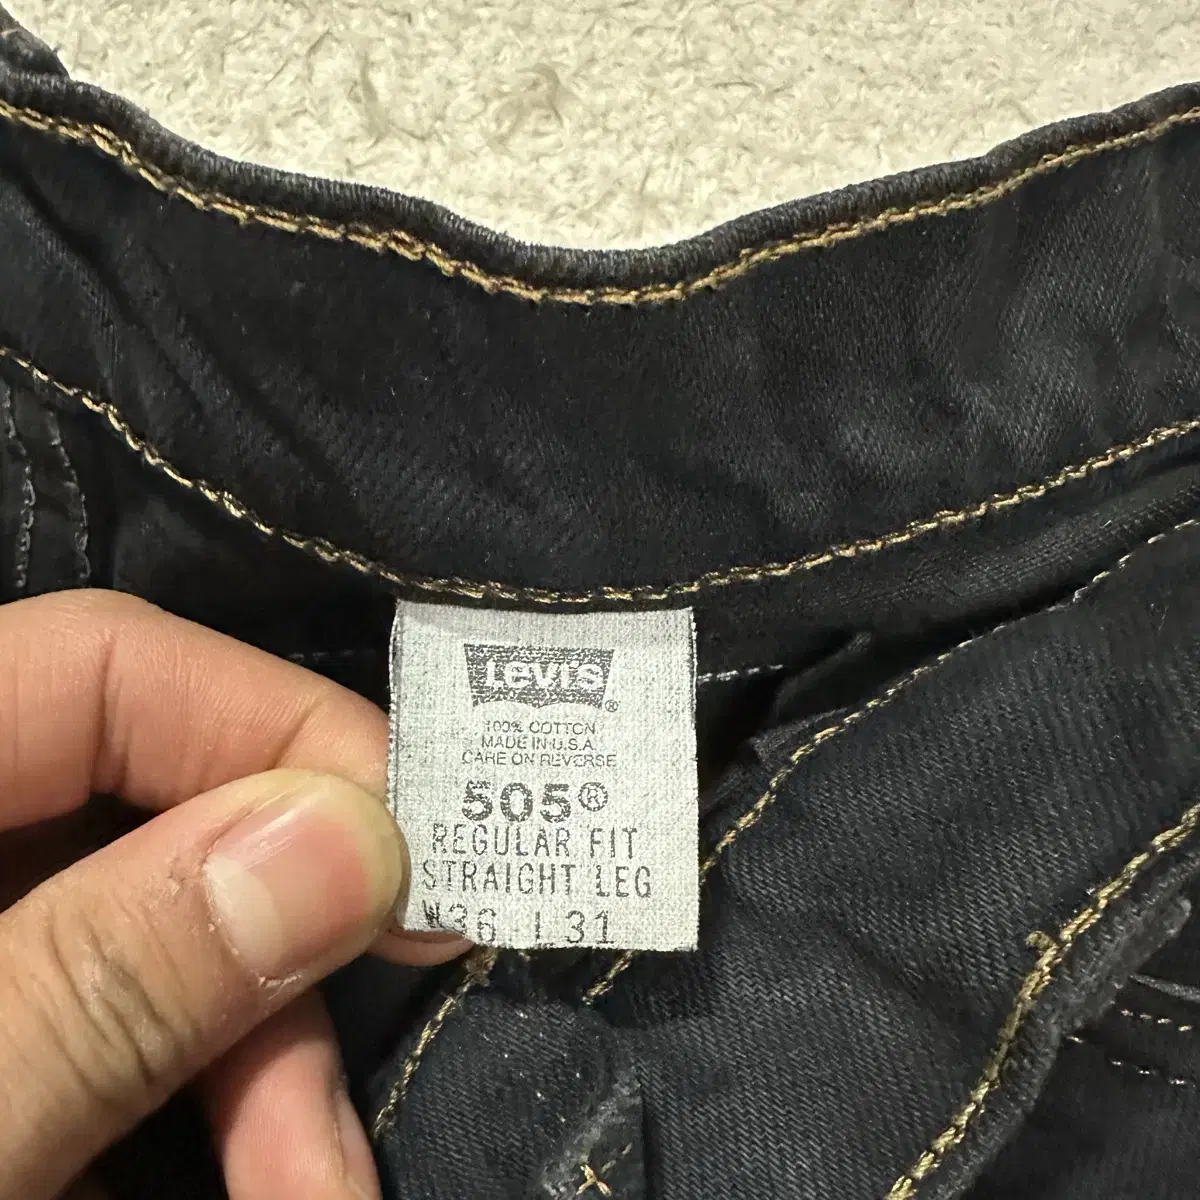 Levi's®
100% COTTON
MADE IN U.S.A.
CARE ON REVERSE
505®
REGULAR FIT
STRAIGHT LEG
W36 L31